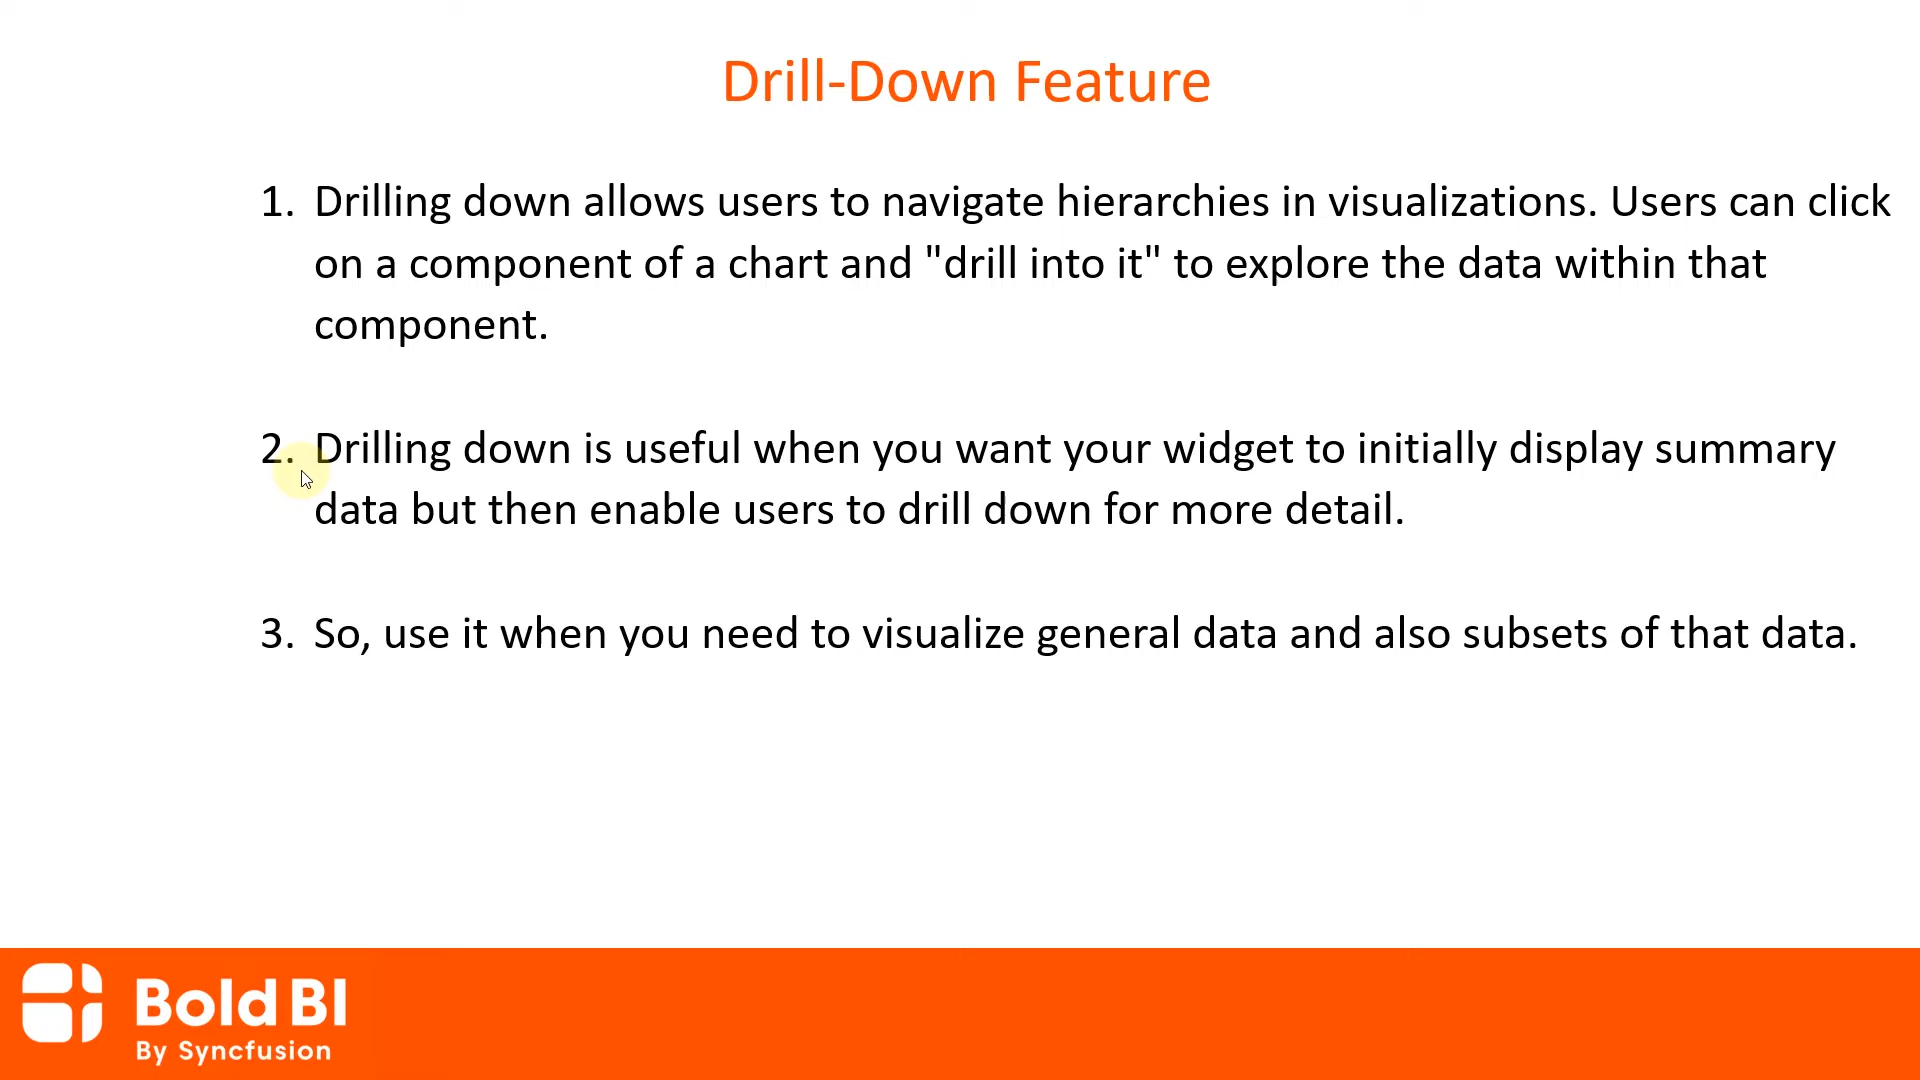 Drill-Down Feature
1. Drilling down allows users to navigate hierarchies in visualizations. Users can click
on a component of a chart and "drill into it" to explore the data within that
component.
2. Drilling down is useful when you want your widget to initially display summary
data but then enable users to drill down for more detail.
3. So, use it when you need to visualize general data and also subsets of that data.
Bold BI
By Syncfusion